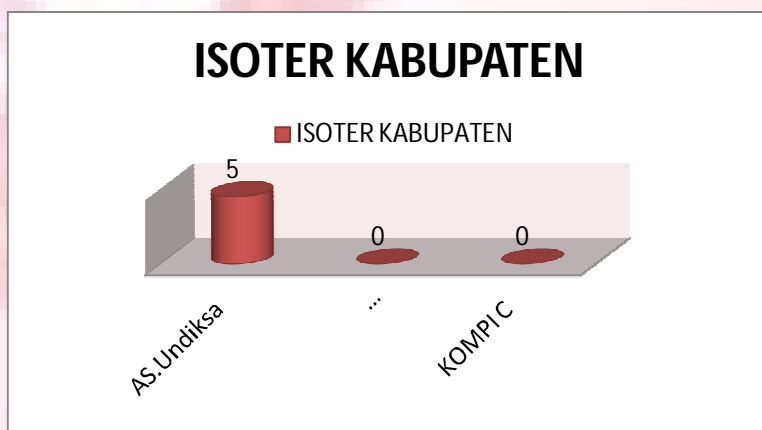 ISOTER KABUPATEN
ISOTER KABUPATEN
5
0
0
AS.Undiksa
...
KOMPI C